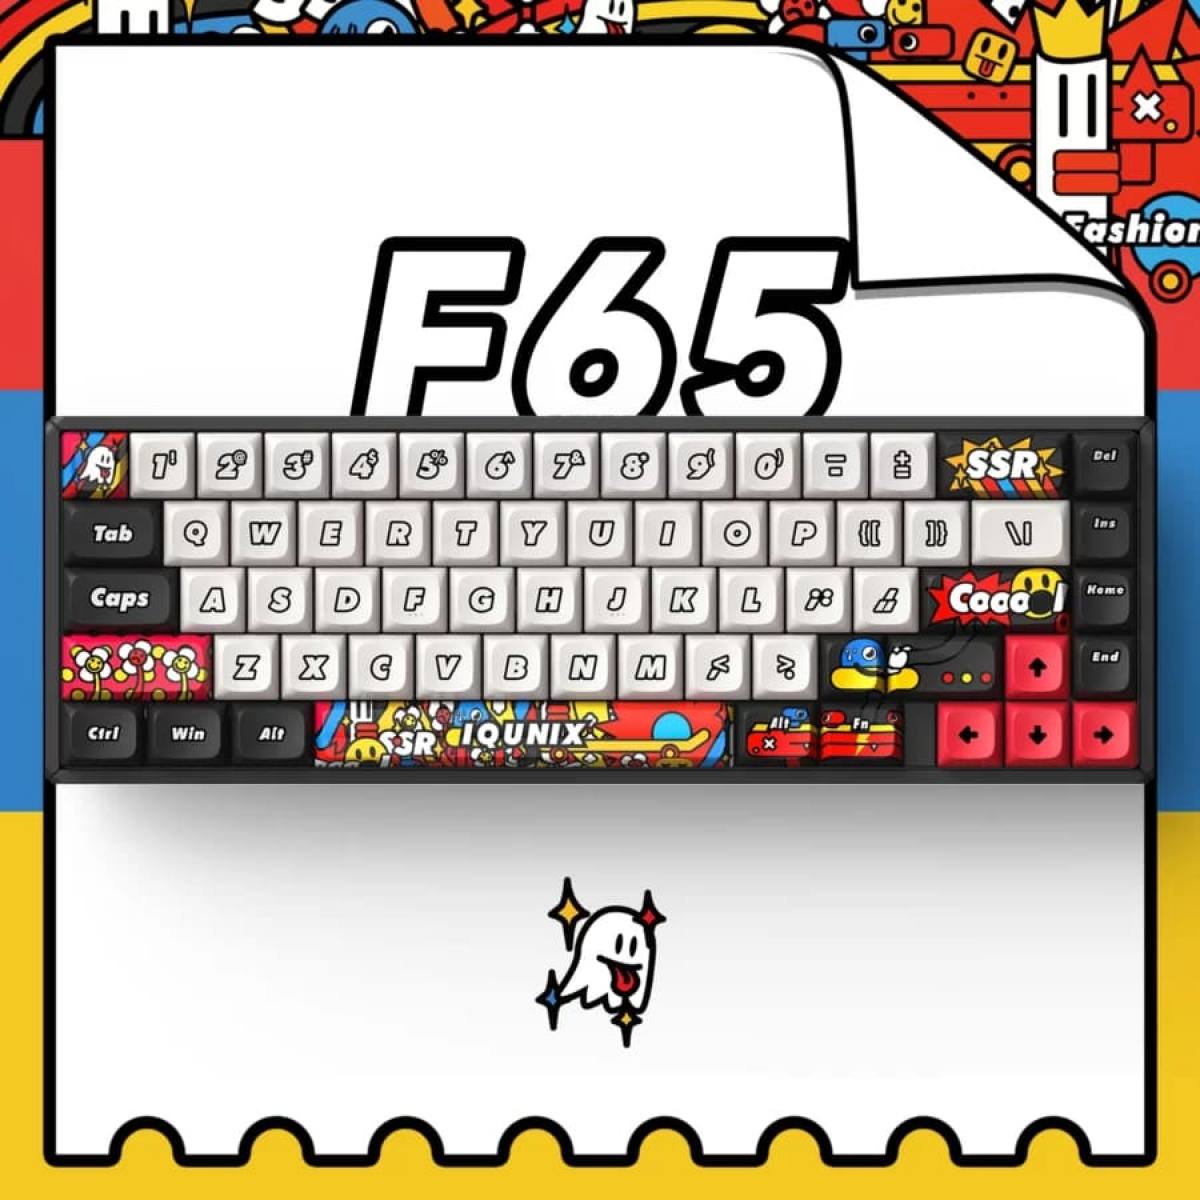 Fashion
F65
1! 2@ 3# 4$ 5% 6^ 7& 8* 9( 0) -_ += SSR Del
Tab Q W E R T Y U I O P {[ ]} \| Ins
Caps A S D F G H J K L ;: '" Cooool Home
Z X C V B N M <, >. End
Ctrl Win Alt SSR IQUNIX Alt Fn